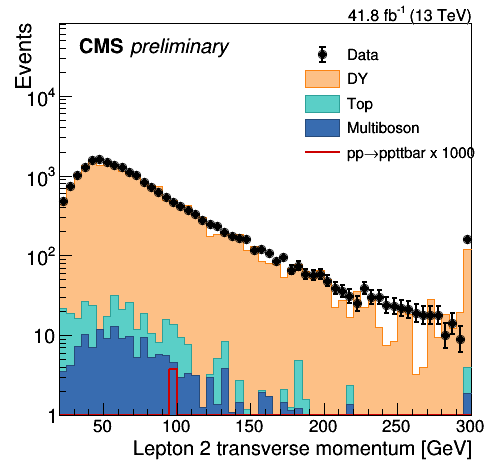 41.8 fb⁻¹ (13 TeV)
Events
CMS preliminary
Data
DY
Top
Multiboson
pp→ppttbar x 1000
10⁴
10³
10²
10
1
50 100 150 200 250 300
Lepton 2 transverse momentum [GeV]